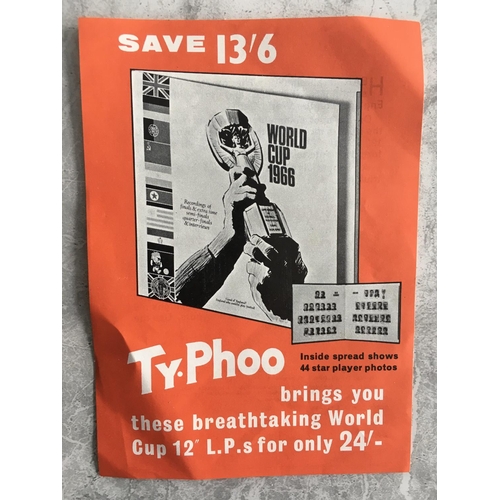 SAVE 13'6
WORLD
CUP
1966
Recordings of
finals & extra time
semi-finals
quarter-finals
& interviews
Inside spread shows
44 star player photos
Ty·Phoo
brings you
these breathtaking World
Cup 12" L.P.s for only 24/-